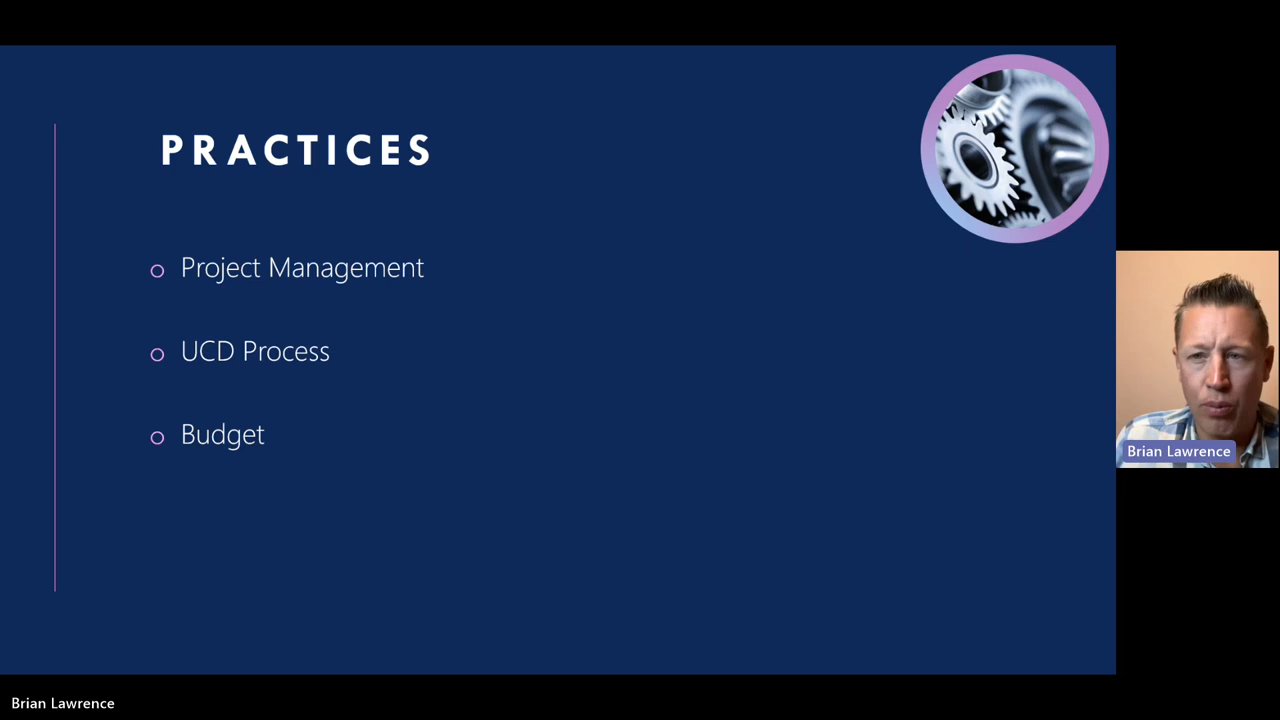 PRACTICES
Project Management
UCD Process
Budget
Brian Lawrence
Brian Lawrence